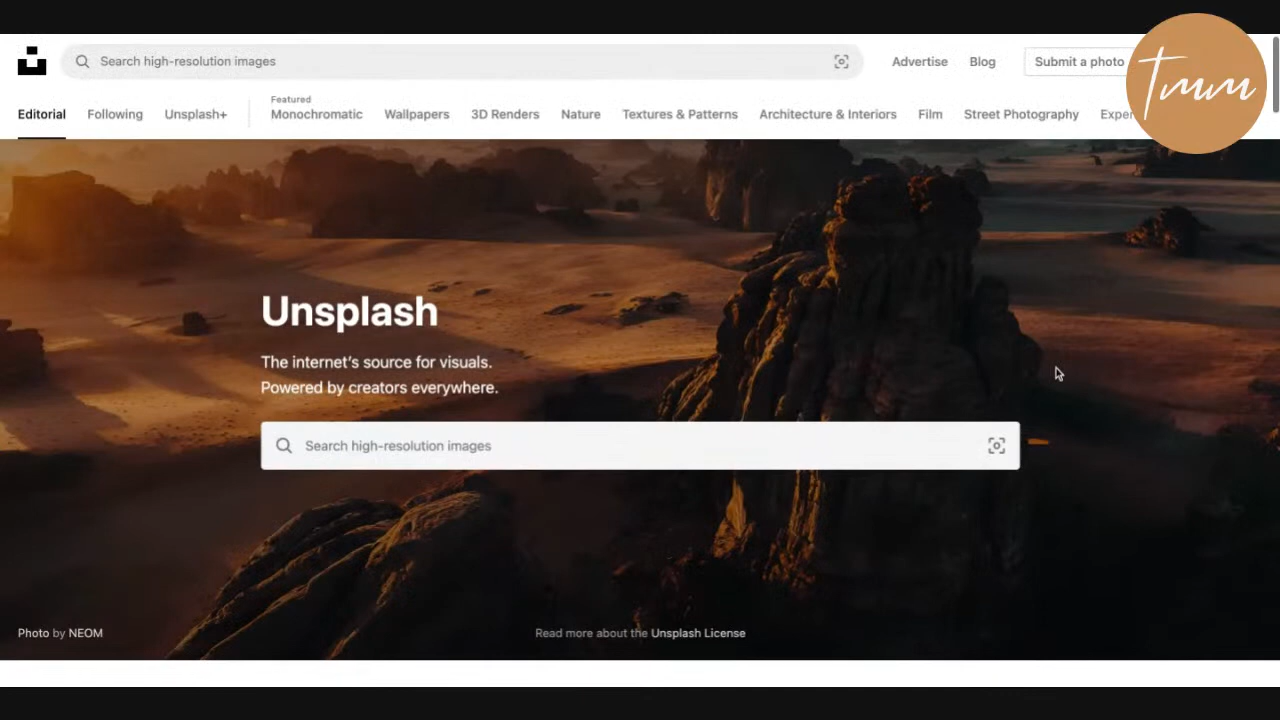 Search high-resolution images
Advertise
Blog
Submit a photo
Tmm
Editorial
Following
Unsplash+
Featured
Monochromatic
Wallpapers
3D Renders
Nature
Textures & Patterns
Architecture & Interiors
Film
Street Photography
Unsplash
The internet's source for visuals.
Powered by creators everywhere.
Search high-resolution images
Photo by NEOM
Read more about the Unsplash License